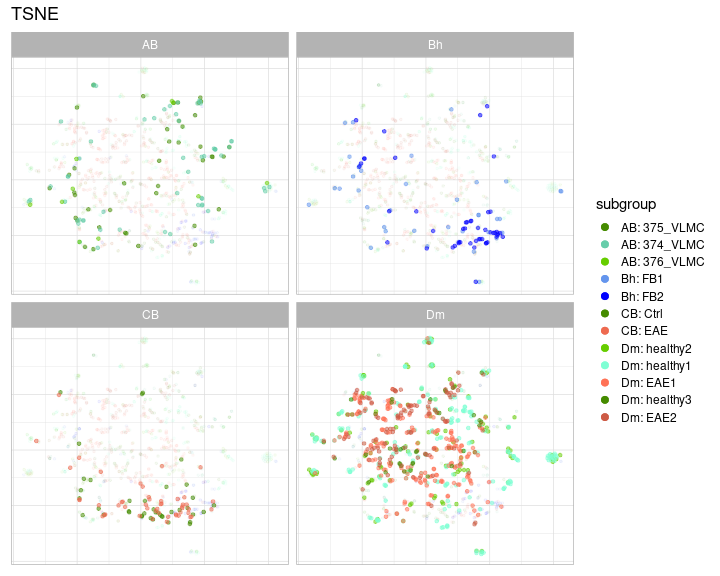 TSNE
AB
Bh
CB
Dm
subgroup
AB: 375_VLMC
AB: 374_VLMC
AB: 376_VLMC
Bh: FB1
Bh: FB2
CB: Ctrl
CB: EAE
Dm: healthy2
Dm: healthy1
Dm: EAE1
Dm: healthy3
Dm: EAE2